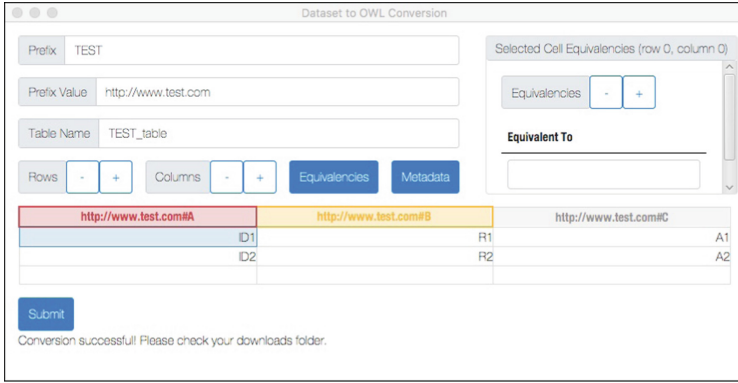 Dataset to OWL Conversion
Prefix TEST
Selected Cell Equivalencies (row 0, column 0)
Prefix Value http://www.test.com
Equivalencies - +
Table Name TEST_table
Equivalent To
Rows - + Columns - + Equivalencies Metadata
http://www.test.com#A http://www.test.com#B http://www.test.com#C
ID1 R1 A1
ID2 R2 A2
Submit
Conversion successful! Please check your downloads folder.